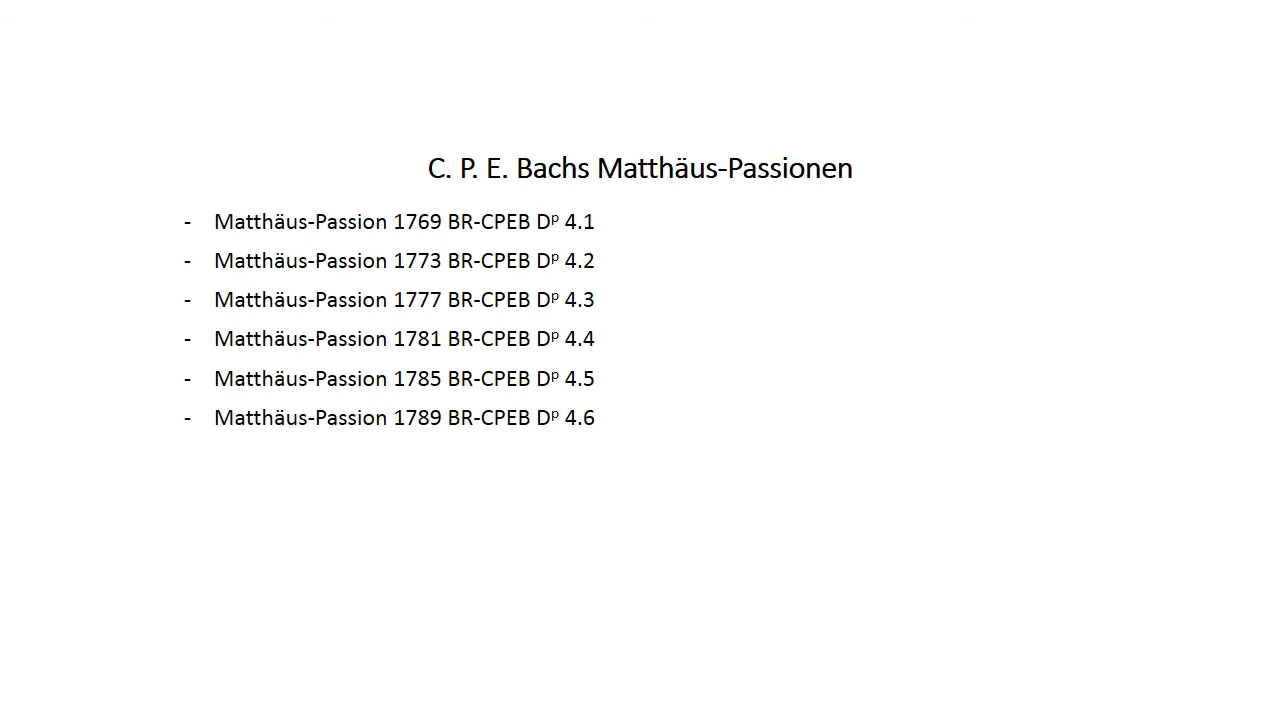 C. P. E. Bachs Matthäus-Passionen
- Matthäus-Passion 1769 BR-CPEB Dᵖ 4.1
- Matthäus-Passion 1773 BR-CPEB Dᵖ 4.2
- Matthäus-Passion 1777 BR-CPEB Dᵖ 4.3
- Matthäus-Passion 1781 BR-CPEB Dᵖ 4.4
- Matthäus-Passion 1785 BR-CPEB Dᵖ 4.5
- Matthäus-Passion 1789 BR-CPEB Dᵖ 4.6